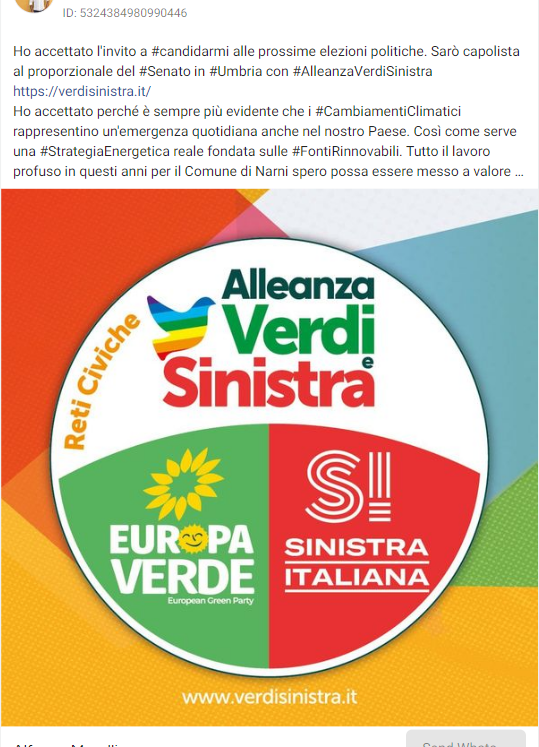 ID: 5324384980990446
Ho accettato l'invito a #candidarmi alle prossime elezioni politiche. Sarò capolista
al proporzionale del #Senato in #Umbria con #AlleanzaVerdiSinistra
https://verdisinistra.it/
Ho accettato perché è sempre più evidente che i #CambiamentiClimatici
rappresentino un'emergenza quotidiana anche nel nostro Paese. Così come serve
una #StrategiaEnergetica reale fondata sulle #FontiRinnovabili. Tutto il lavoro
profuso in questi anni per il Comune di Narni spero possa essere messo a valore ...
Reti Civiche
Alleanza
Verdi
e
Sinistra
EUROPA
VERDE
European Green Party
SI
SINISTRA
ITALIANA
www.verdisinistra.it